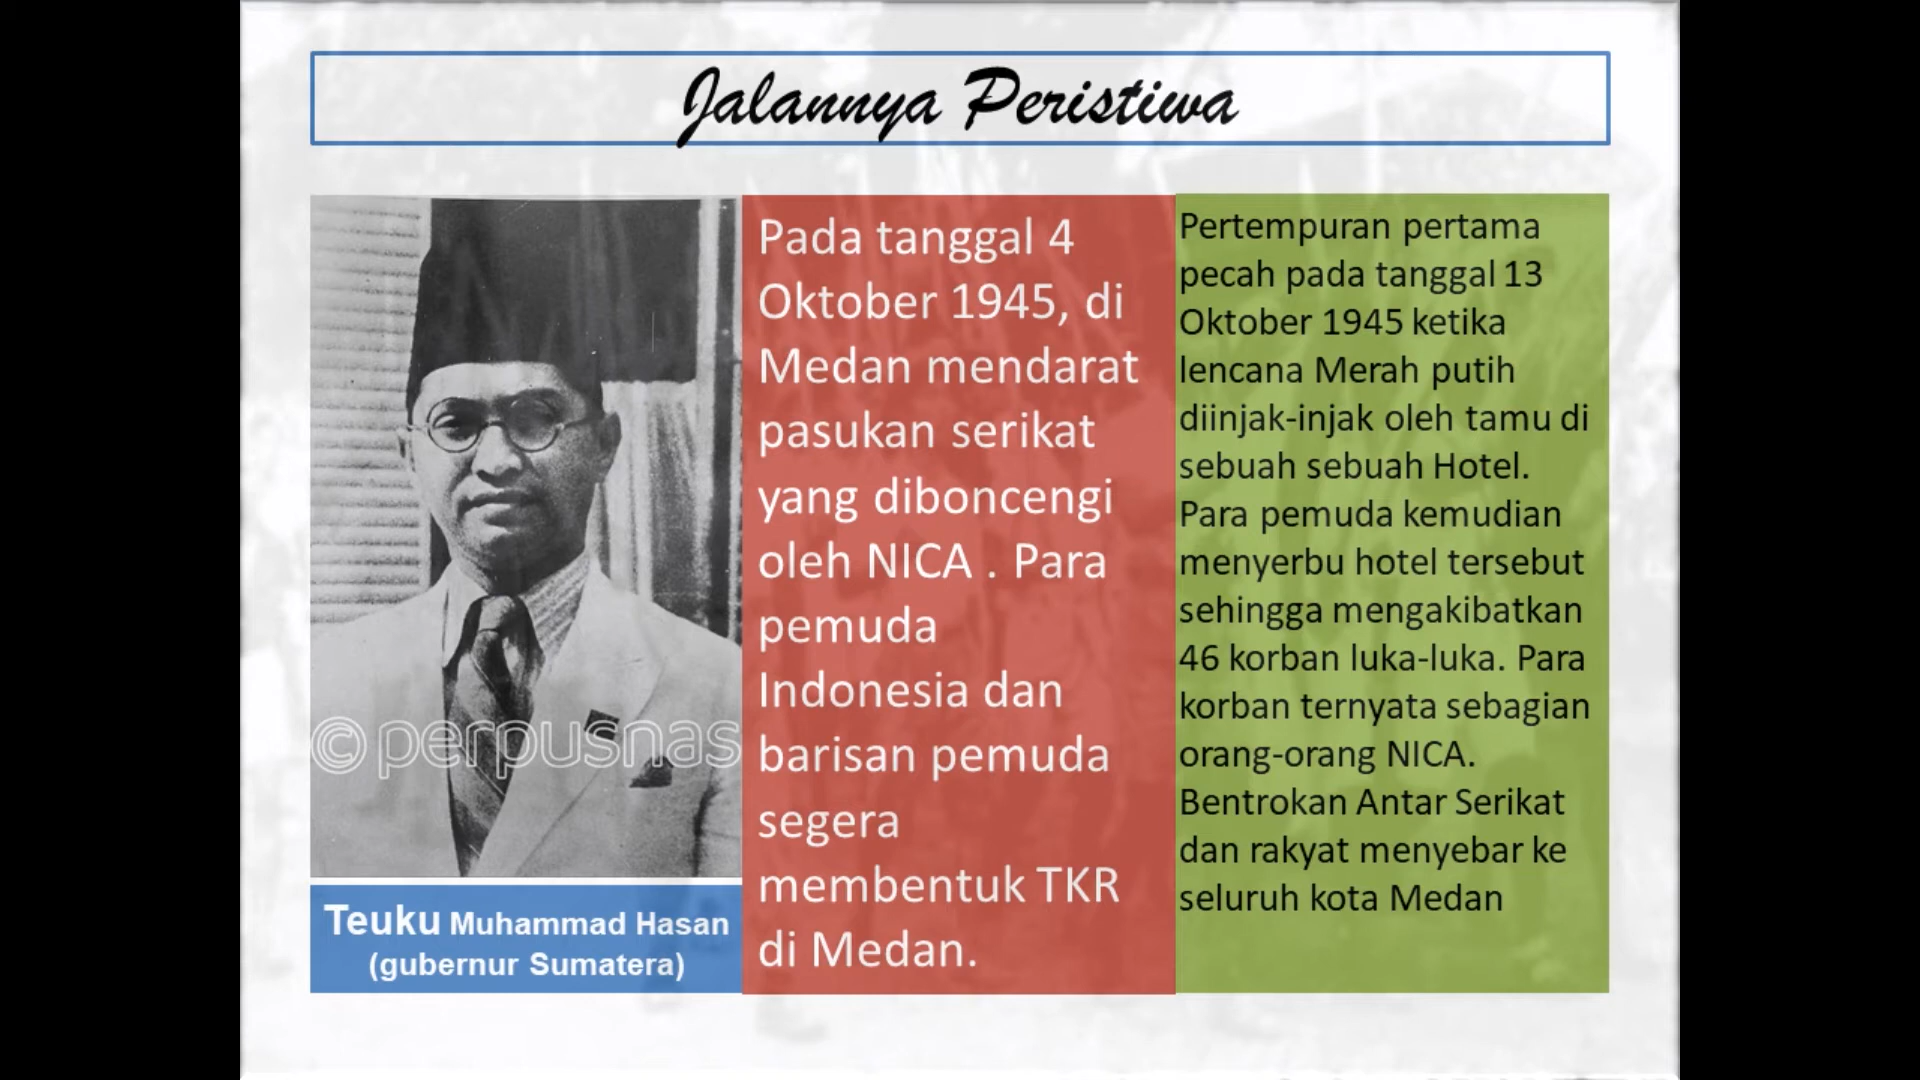 Jalannya Peristiwa
©perpusnas
Teuku Muhammad Hasan
(gubernur Sumatera)
Pada tanggal 4
Oktober 1945, di
Medan mendarat
pasukan serikat
yang diboncengi
oleh NICA . Para
pemuda
Indonesia dan
barisan pemuda
segera
membentuk TKR
di Medan.
Pertempuran pertama
pecah pada tanggal 13
Oktober 1945 ketika
lencana Merah putih
diinjak-injak oleh tamu di
sebuah sebuah Hotel.
Para pemuda kemudian
menyerbu hotel tersebut
sehingga mengakibatkan
46 korban luka-luka. Para
korban ternyata sebagian
orang-orang NICA.
Bentrokan Antar Serikat
dan rakyat menyebar ke
seluruh kota Medan